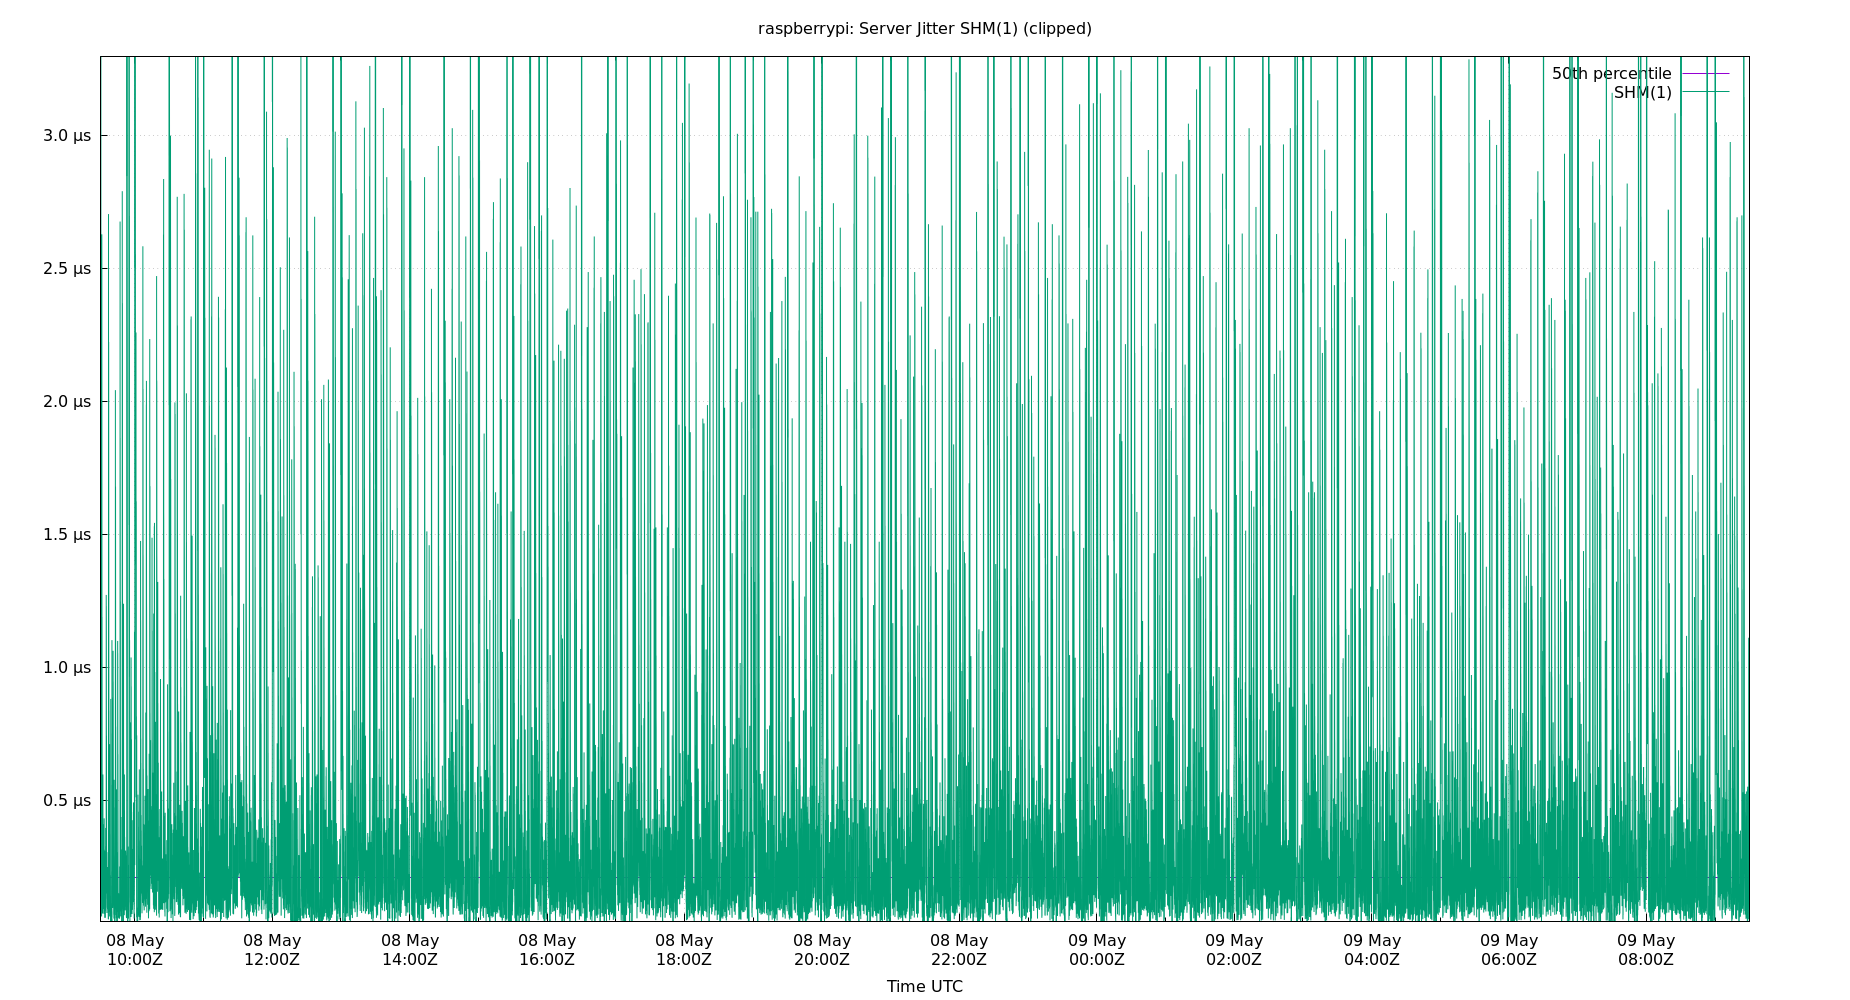 raspberrypi: Server Jitter SHM(1) (clipped)
50th percentile
SHM(1)
3.0 µs
2.5 µs
2.0 µs
1.5 µs
1.0 µs
0.5 µs
08 May 08 May 08 May 08 May 08 May 08 May 08 May 09 May 09 May 09 May 09 May 09 May
10:00Z 12:00Z 14:00Z 16:00Z 18:00Z 20:00Z 22:00Z 00:00Z 02:00Z 04:00Z 06:00Z 08:00Z
Time UTC